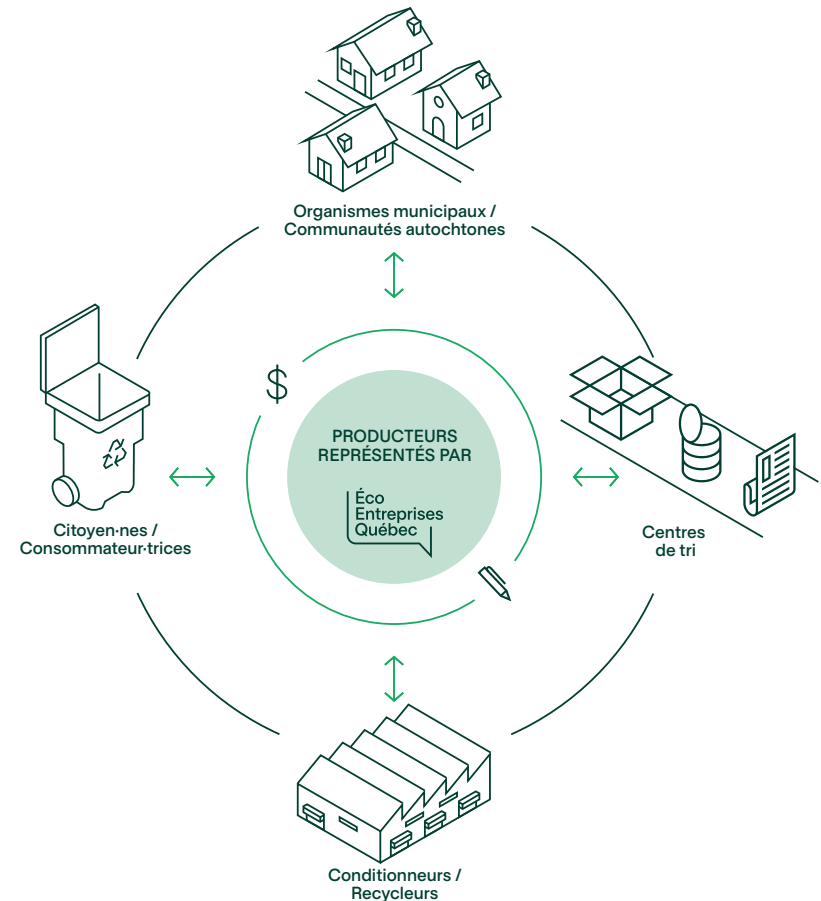 Organismes municipaux /
Communautés autochtones
$
PRODUCTEURS
REPRÉSENTÉS PAR
Éco
Entreprises
Québec
Citoyen·nes /
Consommateur·trices
Centres
de tri
Conditionneurs /
Recycleurs